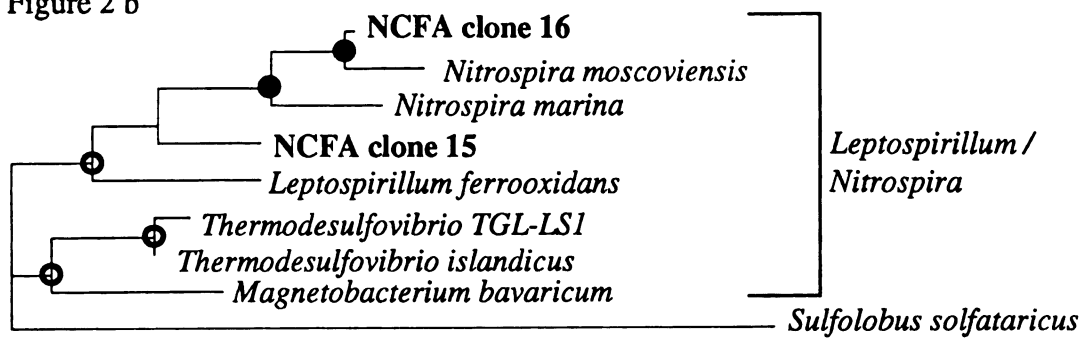 Figure 2 b
NCFA clone 16
Nitrospira moscoviensis
Nitrospira marina
NCFA clone 15
Leptospirillum ferrooxidans
Thermodesulfovibrio TGL-LS1
Thermodesulfovibrio islandicus
Magnetobacterium bavaricum
Leptospirillum /
Nitrospira
Sulfolobus solfataricus